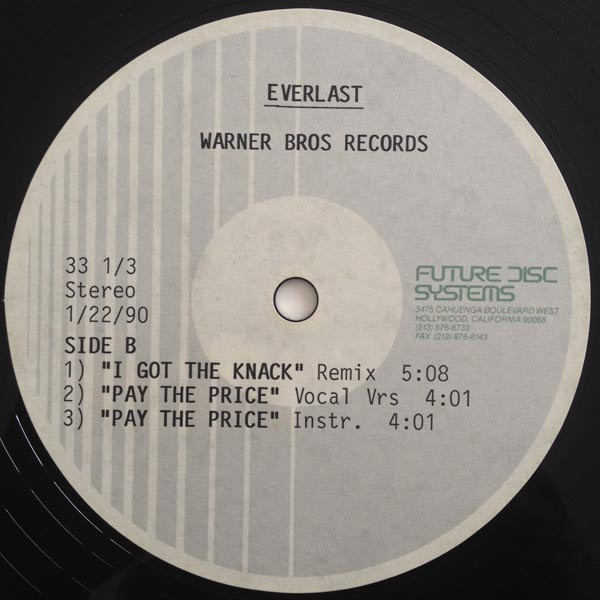 EVERLAST
WARNER BROS RECORDS
33 1/3
Stereo
1/22/90
FUTURE DISC
SYSTEMS
3475 CAHUENGA BOULEVARD WEST
HOLLYWOOD, CALIFORNIA 90068
(213) 876-8733
FAX: (213) 876-8143
SIDE B
1) "I GOT THE KNACK" Remix 5:08
2) "PAY THE PRICE" Vocal Vrs 4:01
3) "PAY THE PRICE" Instr. 4:01